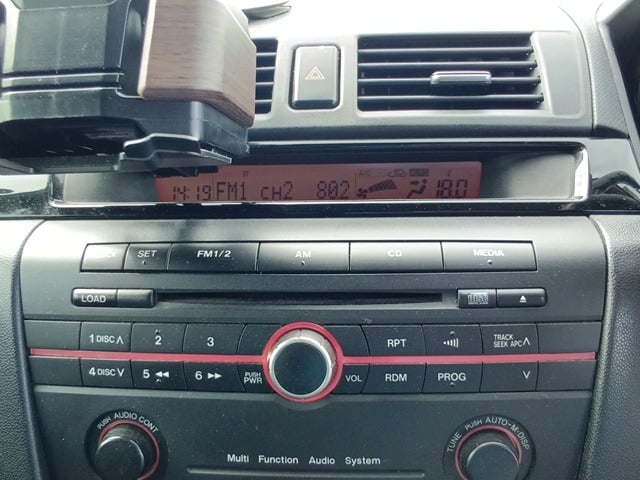 A/C
14:19 FM1 CH2 802 18.0
SET FM1/2 AM CD MEDIA
LOAD
1 DISC ∧ 2 3 RPT TRACK SEEK APC ∧
4 DISC ∨ 5 ◀◀ 6 ▶▶ PUSH PWR VOL RDM PROG ∨
PUSH AUDIO CONT
TUNE PUSH AUTO-M/DISP
Multi Function Audio System